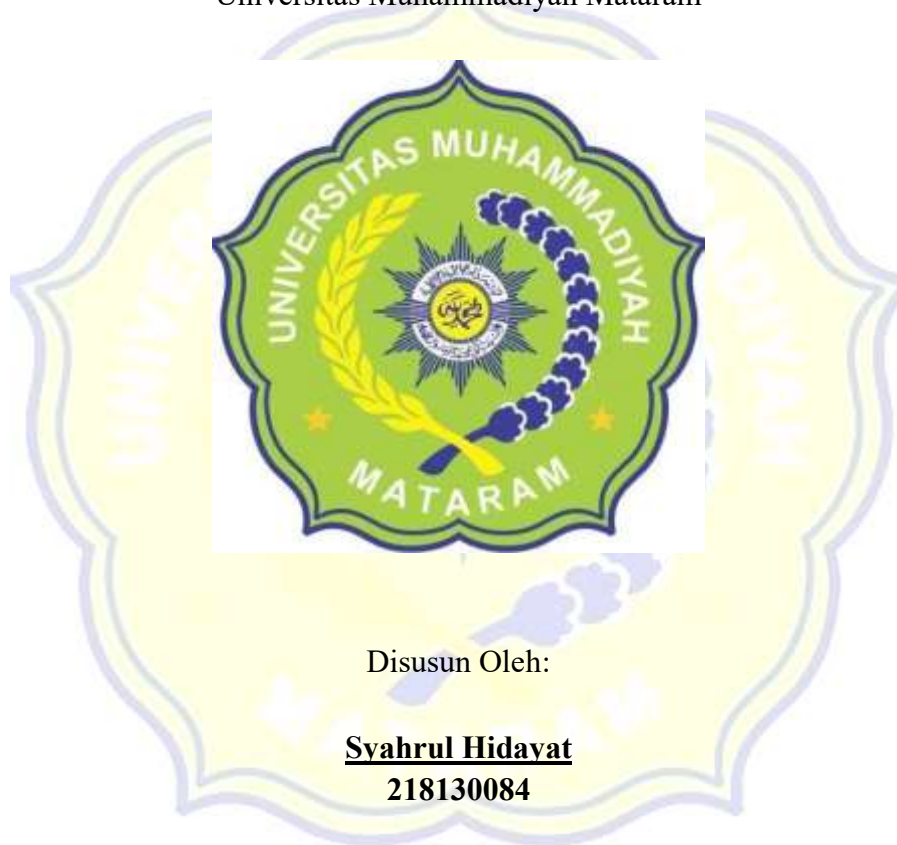 Universitas Muhammadiyah Mataram
UNIVERSITAS MUHAMMADIYAH
MATARAM
Disusun Oleh:
Syahrul Hidayat
218130084